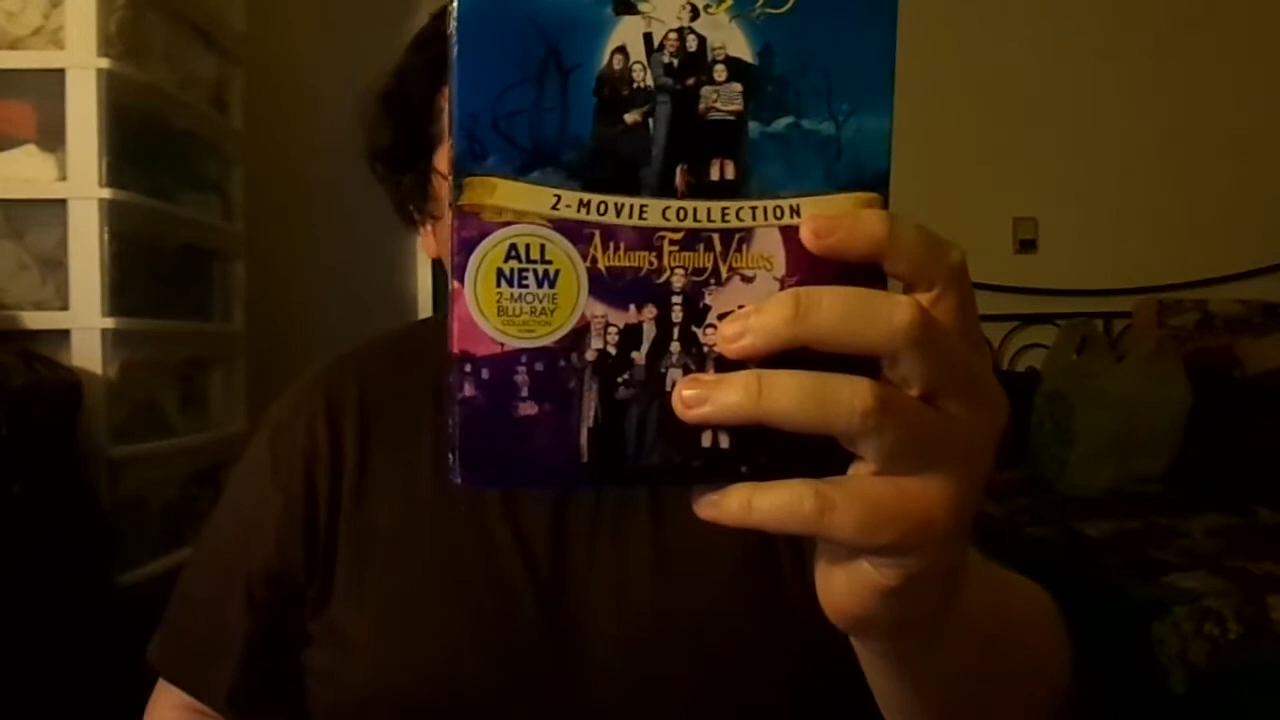 2-MOVIE COLLECTION
Addams Family Values
ALL
NEW
2-MOVIE
BLU-RAY
COLLECTION